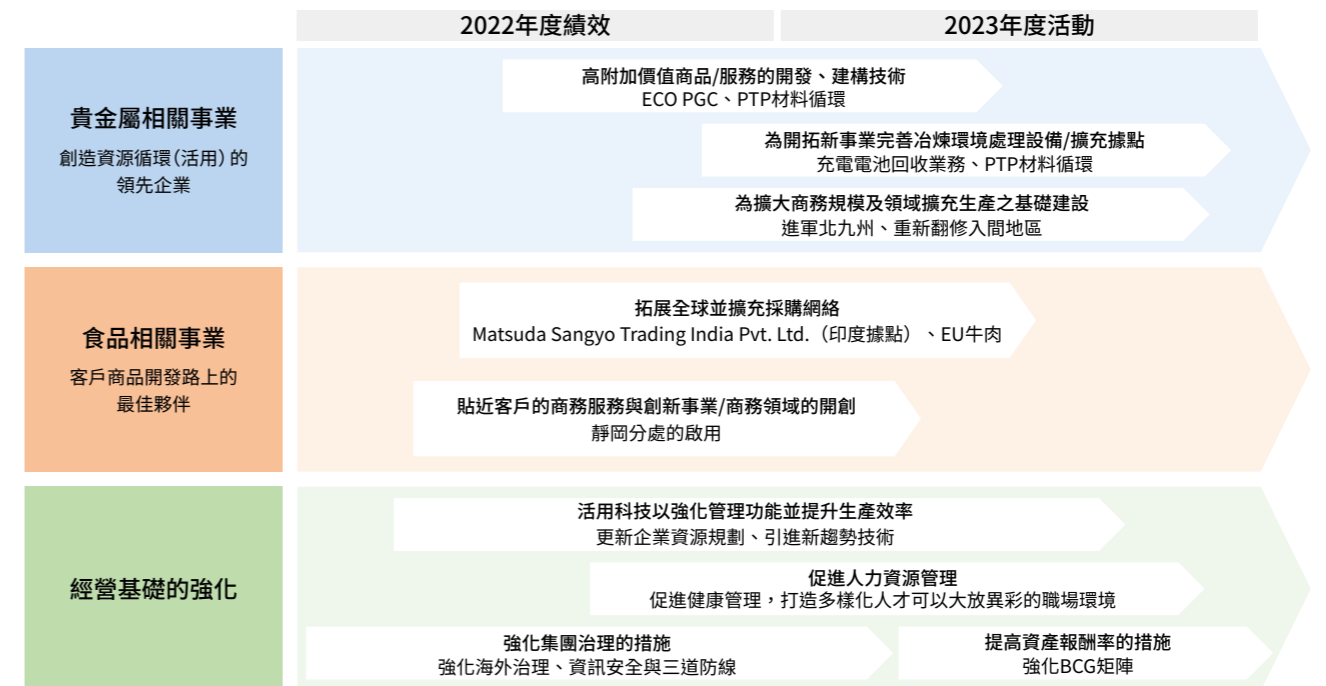 2022年度績效
2023年度活動
貴金屬相關事業
創造資源循環(活用)的
領先企業
高附加價值商品/服務的開發、建構技術
ECO PGC、PTP材料循環
為開拓新事業完善冶煉環境處理設備/擴充據點
充電電池回收業務、PTP材料循環
為擴大商務規模及領域擴充生產之基礎建設
進軍北九州、重新翻修入間地區
食品相關事業
客戶商品開發路上的
最佳夥伴
拓展全球並擴充採購網絡
Matsuda Sangyo Trading India Pvt. Ltd.（印度據點）、EU牛肉
貼近客戶的商務服務與創新事業/商務領域的開創
靜岡分處的啟用
經營基礎的強化
活用科技以強化管理功能並提升生產效率
更新企業資源規劃、引進新趨勢技術
促進人力資源管理
促進健康管理，打造多樣化人才可以大放異彩的職場環境
強化集團治理的措施
強化海外治理、資訊安全與三道防線
提高資產報酬率的措施
強化BCG矩陣